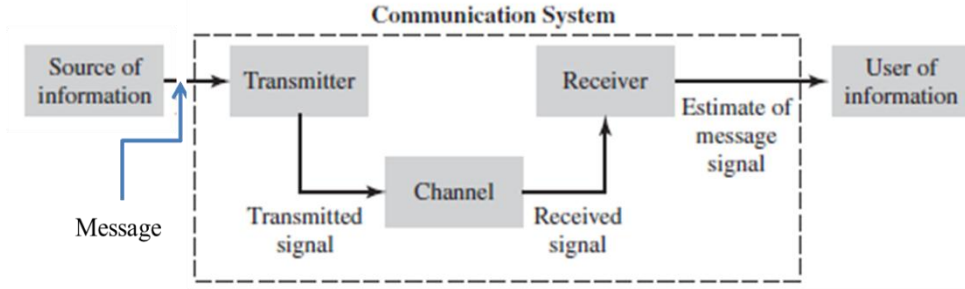 Communication System
Source of
information
Transmitter
Receiver
User of
information
Estimate of
message
signal
Channel
Message
Transmitted
signal
Received
signal